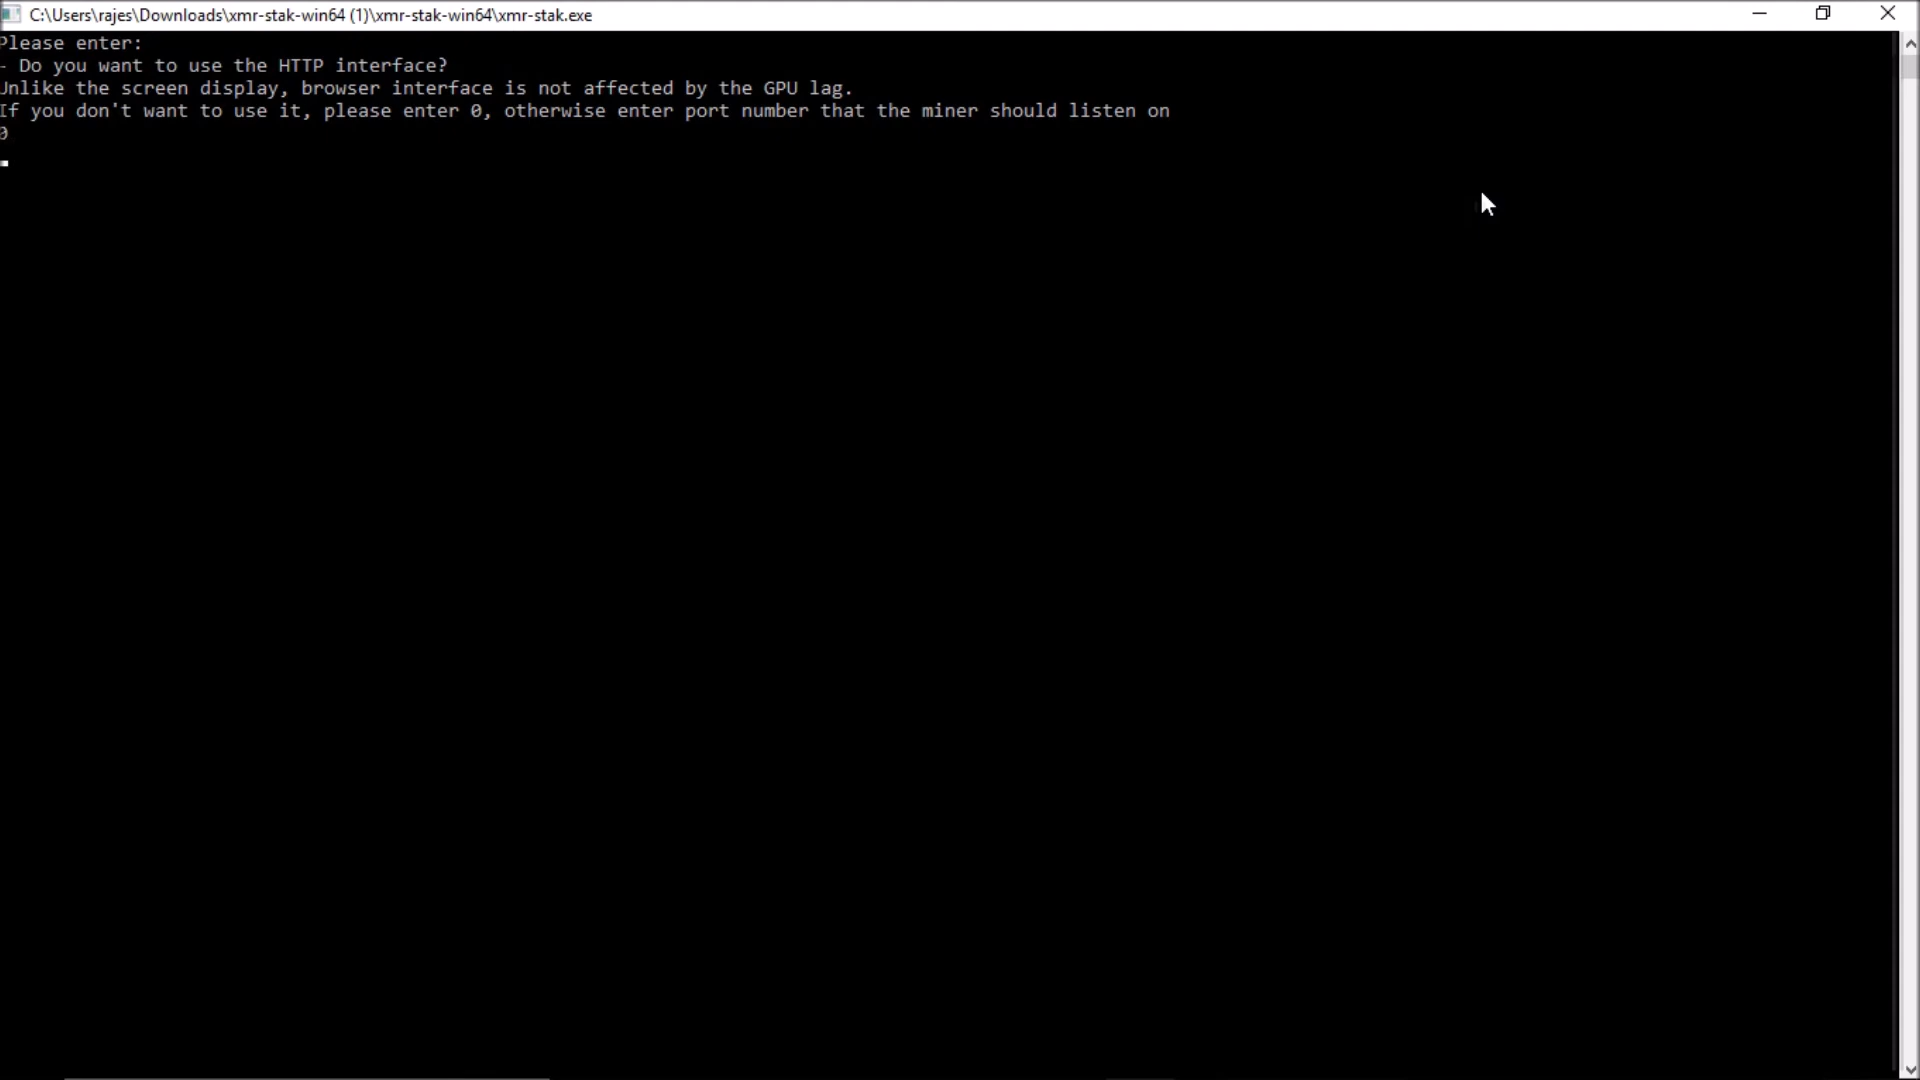 C:\Users\rajes\Downloads\xmr-stak-win64 (1)\xmr-stak-win64\xmr-stak.exe
Please enter:
- Do you want to use the HTTP interface?
Unlike the screen display, browser interface is not affected by the GPU lag.
If you don't want to use it, please enter 0, otherwise enter port number that the miner should listen on
0